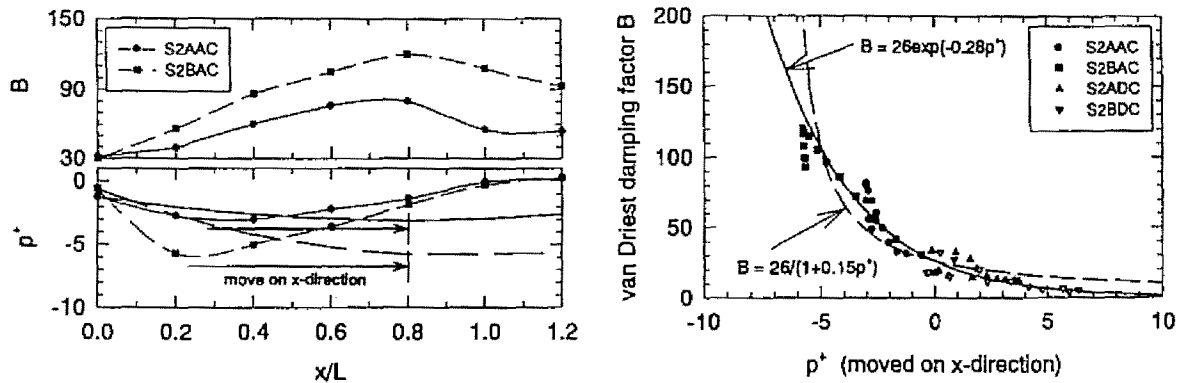 150
90
30
B
S2AAC
S2BAC
0
-5
-10
p⁺
move on x-direction
0.0 0.2 0.4 0.6 0.8 1.0 1.2
x/L
200
150
100
50
0
van Driest damping factor B
B = 26exp(-0.28p⁺)
S2AAC
S2BAC
S2ADC
S2BDC
B = 26/(1+0.15p⁺)
-10 -5 0 5 10
p⁺ (moved on x-direction)